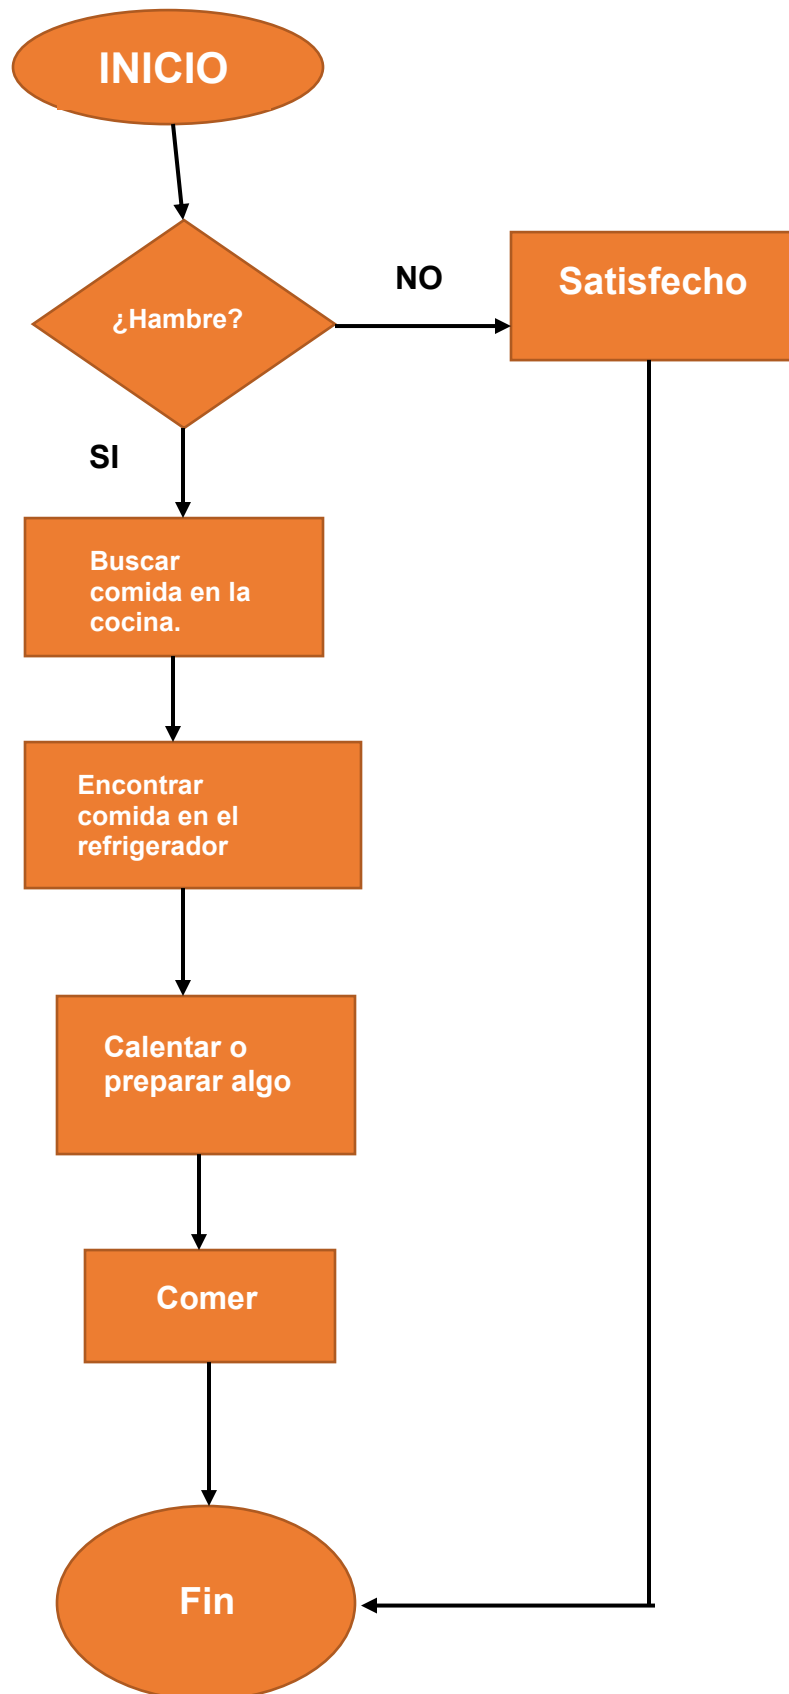 INICIO
¿Hambre?
NO
Satisfecho
SI
Buscar
comida en la
cocina.
Encontrar
comida en el
refrigerador
Calentar o
preparar algo
Comer
Fin